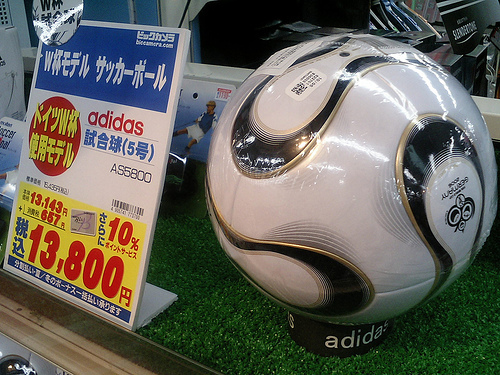 ビックカメラ
biccamera.com
W杯モデル サッカーボール
ドイツW杯
使用モデル
adidas
試合球(5号)
AS5800
13,143円
657円
さらに
10%
ポイントサービス
税込
13,800円
GERMANY
adidas
SLENDERTONE